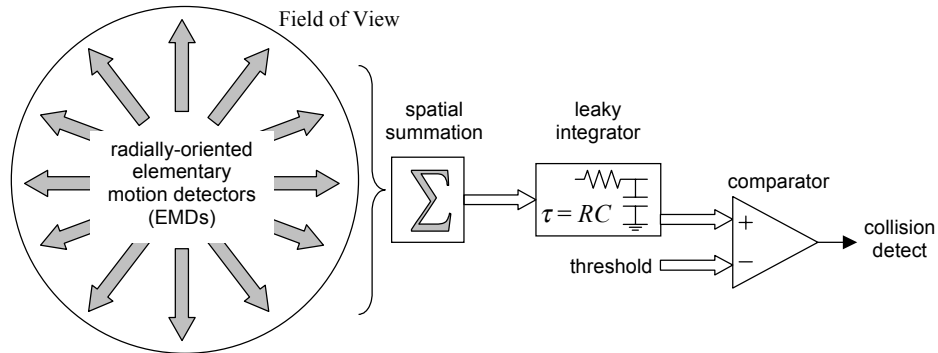 Field of View
radially-oriented
elementary
motion detectors
(EMDs)
spatial
summation
Σ
leaky
integrator
τ = RC
comparator
+
−
threshold
collision
detect